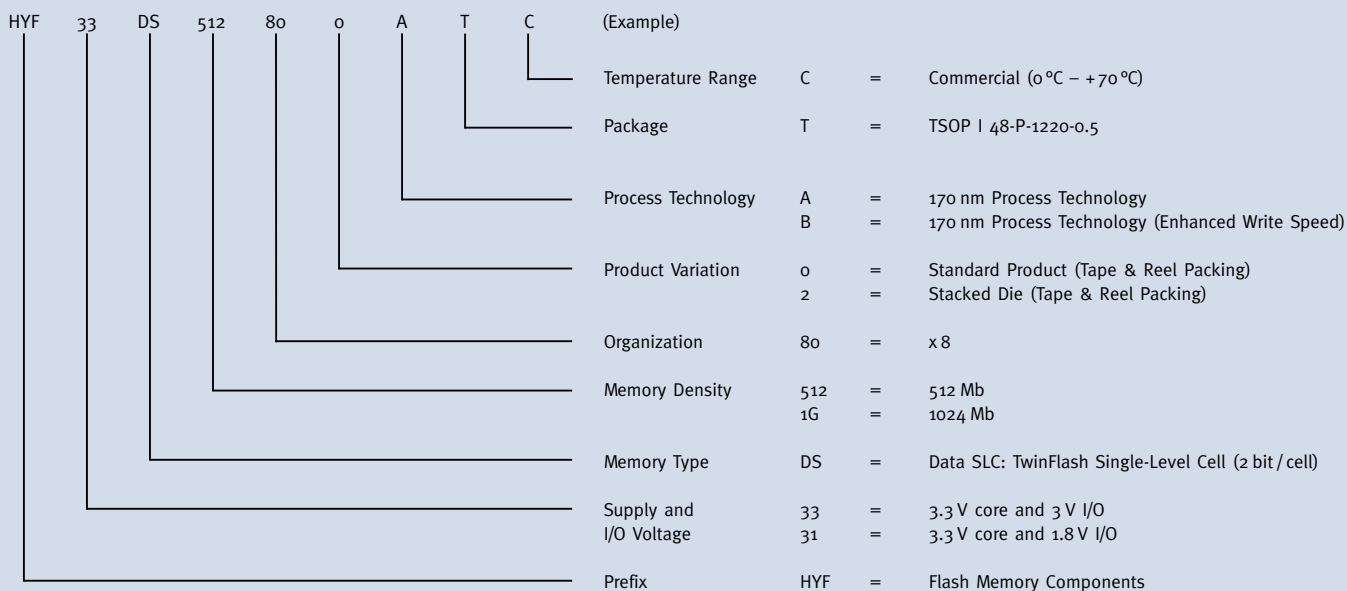 HYF 33 DS 512 80 0 A T C (Example)
Temperature Range C = Commercial (0 °C – + 70 °C)
Package T = TSOP I 48-P-1220-0.5
Process Technology A = 170 nm Process Technology
B = 170 nm Process Technology (Enhanced Write Speed)
Product Variation 0 = Standard Product (Tape & Reel Packing)
2 = Stacked Die (Tape & Reel Packing)
Organization 80 = x 8
Memory Density 512 = 512 Mb
1G = 1024 Mb
Memory Type DS = Data SLC: TwinFlash Single-Level Cell (2 bit / cell)
Supply and 33 = 3.3 V core and 3 V I/O
I/O Voltage 31 = 3.3 V core and 1.8 V I/O
Prefix HYF = Flash Memory Components